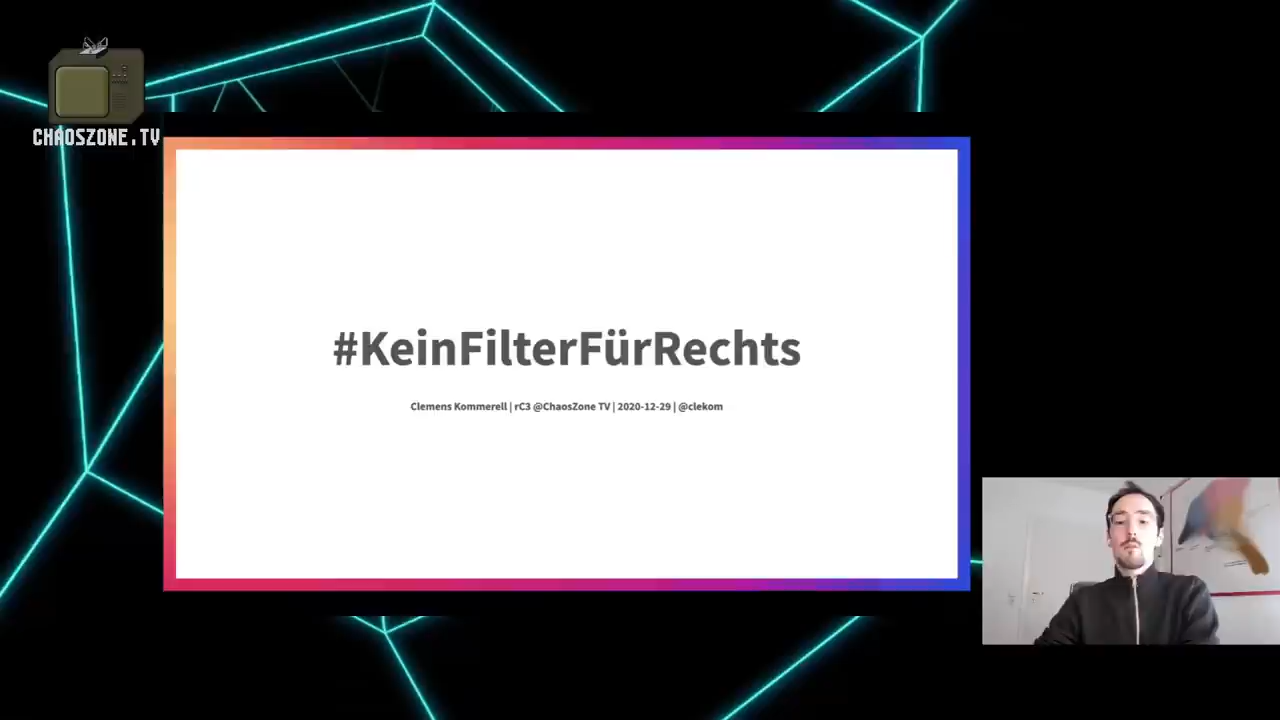 CHAOSZONE.TV
#KeinFilterFürRechts
Clemens Kommerell | rC3 @ChaosZone TV | 2020-12-29 | @clekom